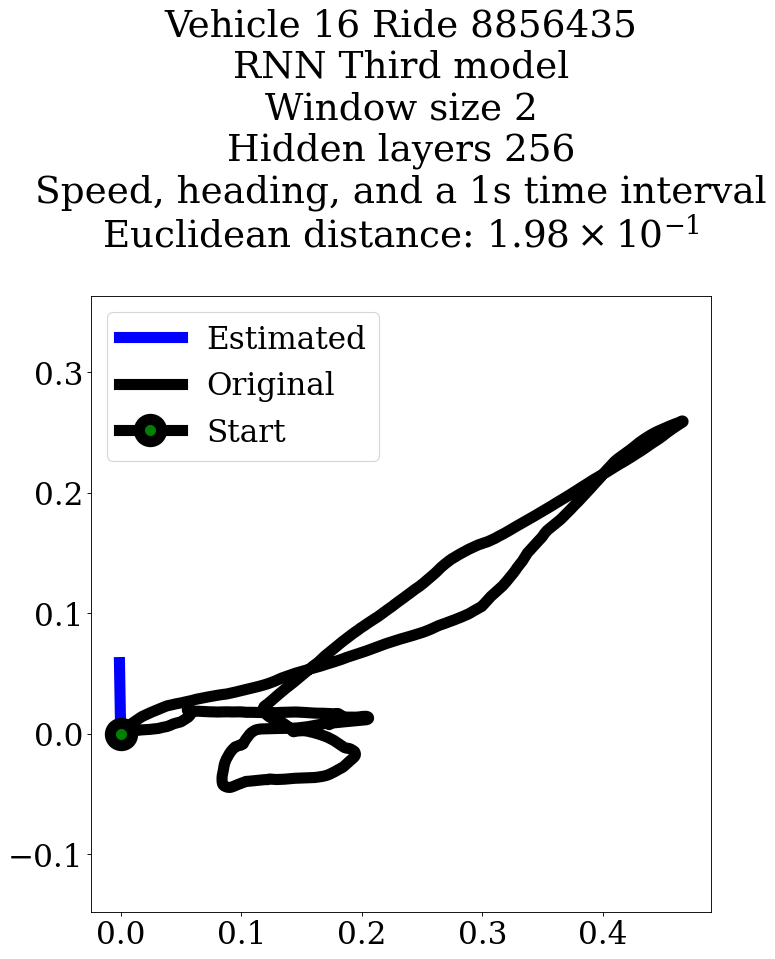 Vehicle 16 Ride 8856435
RNN Third model
Window size 2
Hidden layers 256
Speed, heading, and a 1s time interval
Euclidean distance: 1.98 × 10⁻¹
Estimated
Original
Start
0.3
0.2
0.1
0.0
−0.1
0.0 0.1 0.2 0.3 0.4